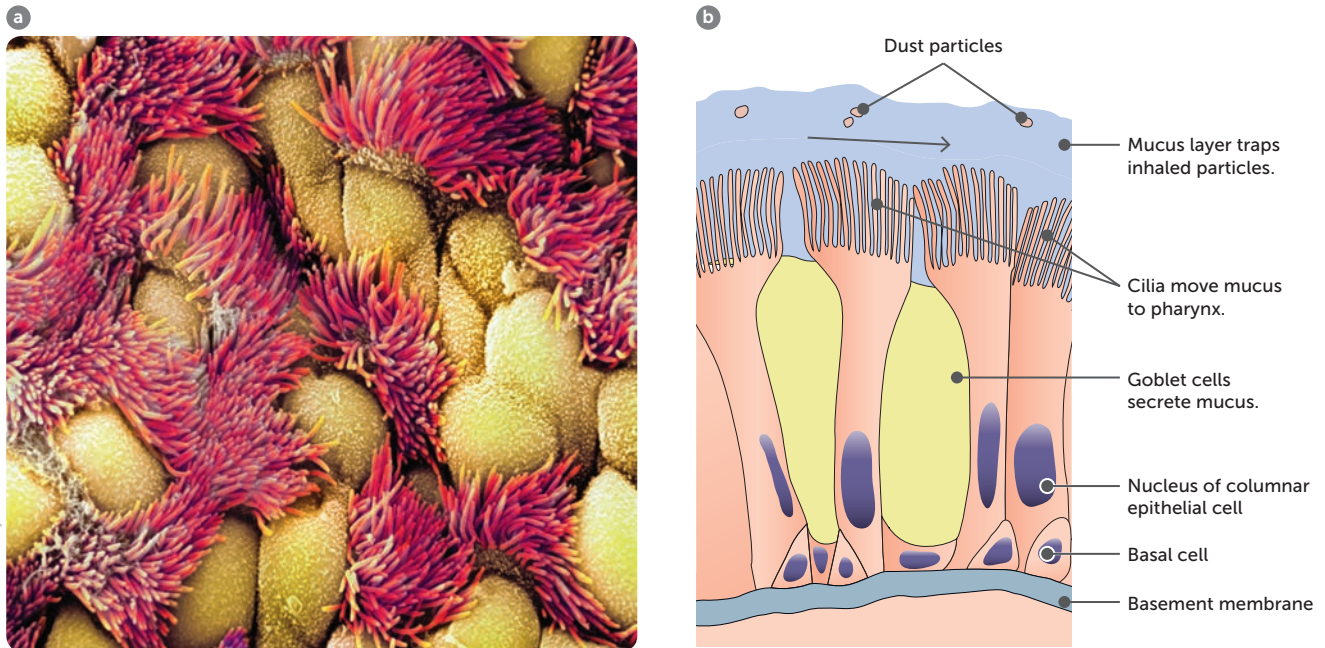 a
b
Dust particles
Mucus layer traps
inhaled particles.
Cilia move mucus
to pharynx.
Goblet cells
secrete mucus.
Nucleus of columnar
epithelial cell
Basal cell
Basement membrane